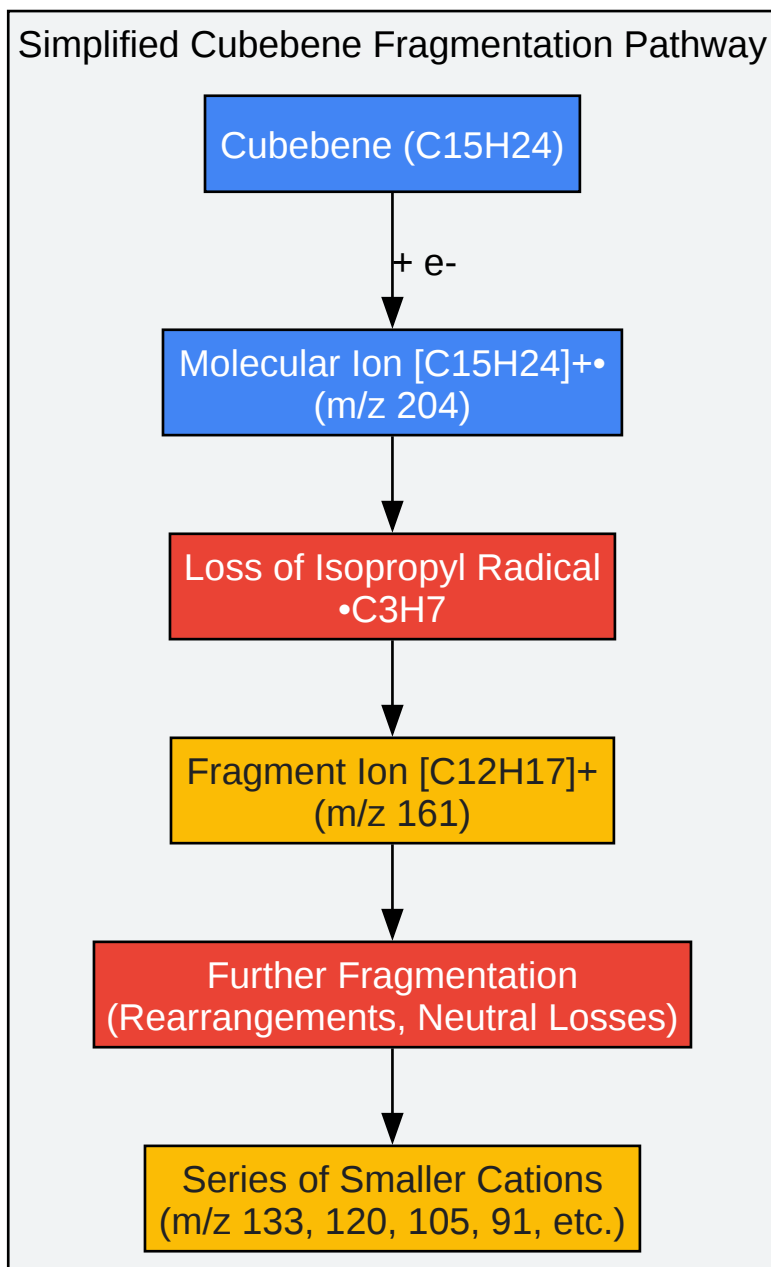 Simplified Cubebene Fragmentation Pathway
Cubebene (C15H24)
+ e-
Molecular Ion [C15H24]+•
(m/z 204)
Loss of Isopropyl Radical
•C3H7
Fragment Ion [C12H17]+
(m/z 161)
Further Fragmentation
(Rearrangements, Neutral Losses)
Series of Smaller Cations
(m/z 133, 120, 105, 91, etc.)